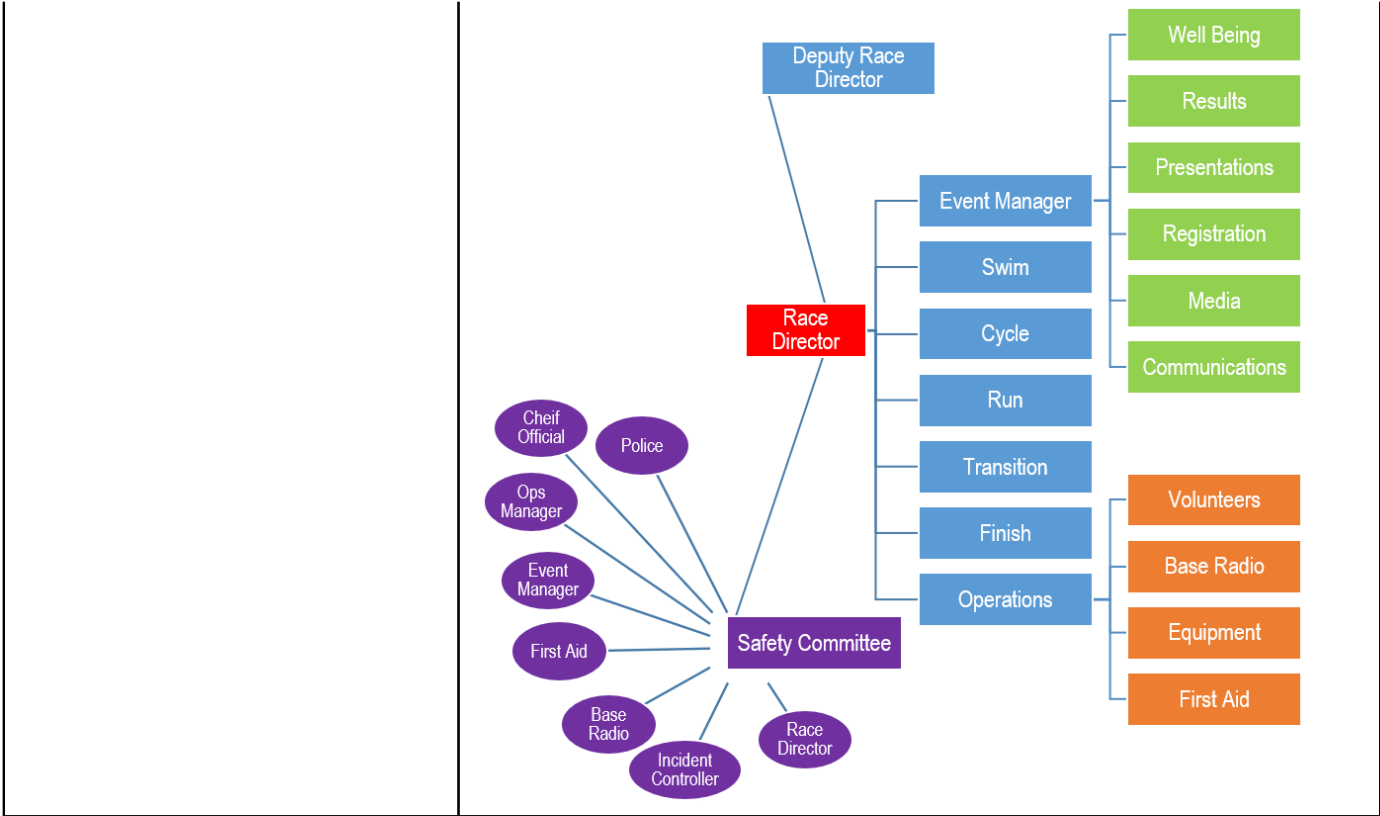 Deputy Race
Director
Race
Director
Event Manager
Swim
Cycle
Run
Transition
Finish
Operations
Well Being
Results
Presentations
Registration
Media
Communications
Volunteers
Base Radio
Equipment
First Aid
Safety Committee
Police
Cheif
Official
Ops
Manager
Event
Manager
First Aid
Base
Radio
Incident
Controller
Race
Director